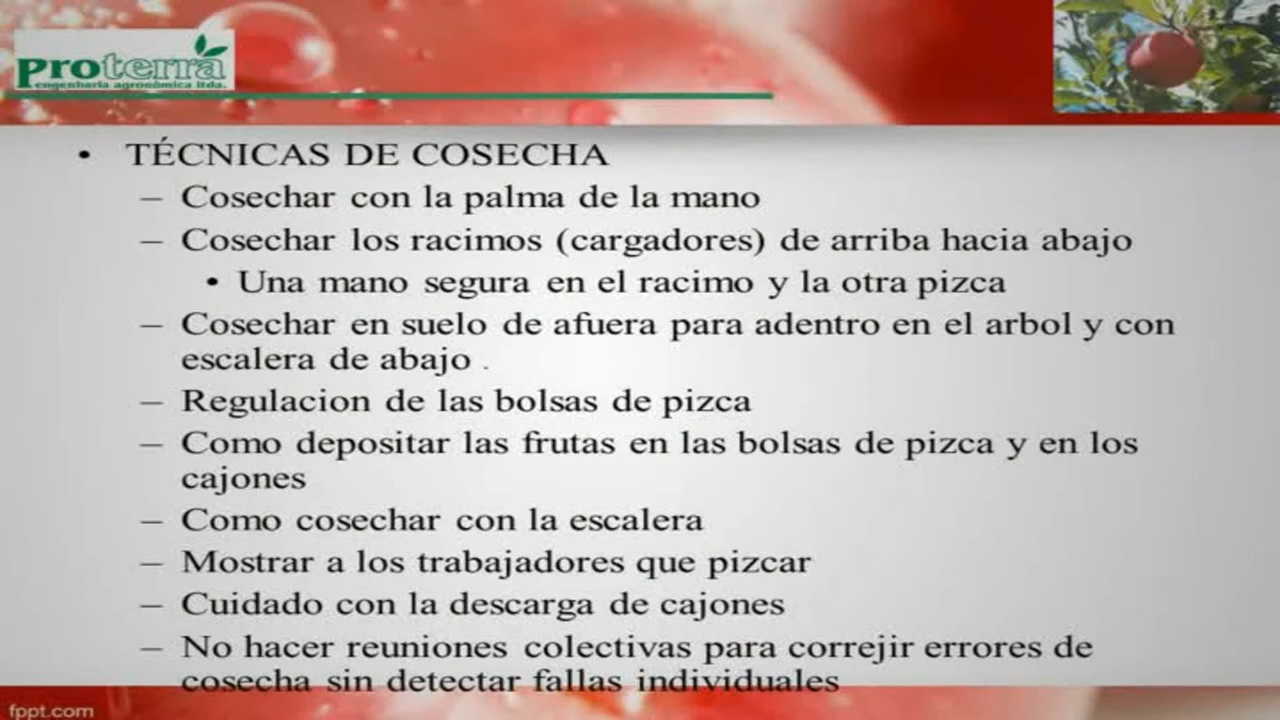 proterra
engenharia agronômica ltda.
• TÉCNICAS DE COSECHA
– Cosechar con la palma de la mano
– Cosechar los racimos (cargadores) de arriba hacia abajo
• Una mano segura en el racimo y la otra pizca
– Cosechar en suelo de afuera para adentro en el arbol y con
escalera de abajo .
– Regulacion de las bolsas de pizca
– Como depositar las frutas en las bolsas de pizca y en los
cajones
– Como cosechar con la escalera
– Mostrar a los trabajadores que pizcar
– Cuidado con la descarga de cajones
– No hacer reuniones colectivas para correjir errores de
cosecha sin detectar fallas individuales
fppt.com